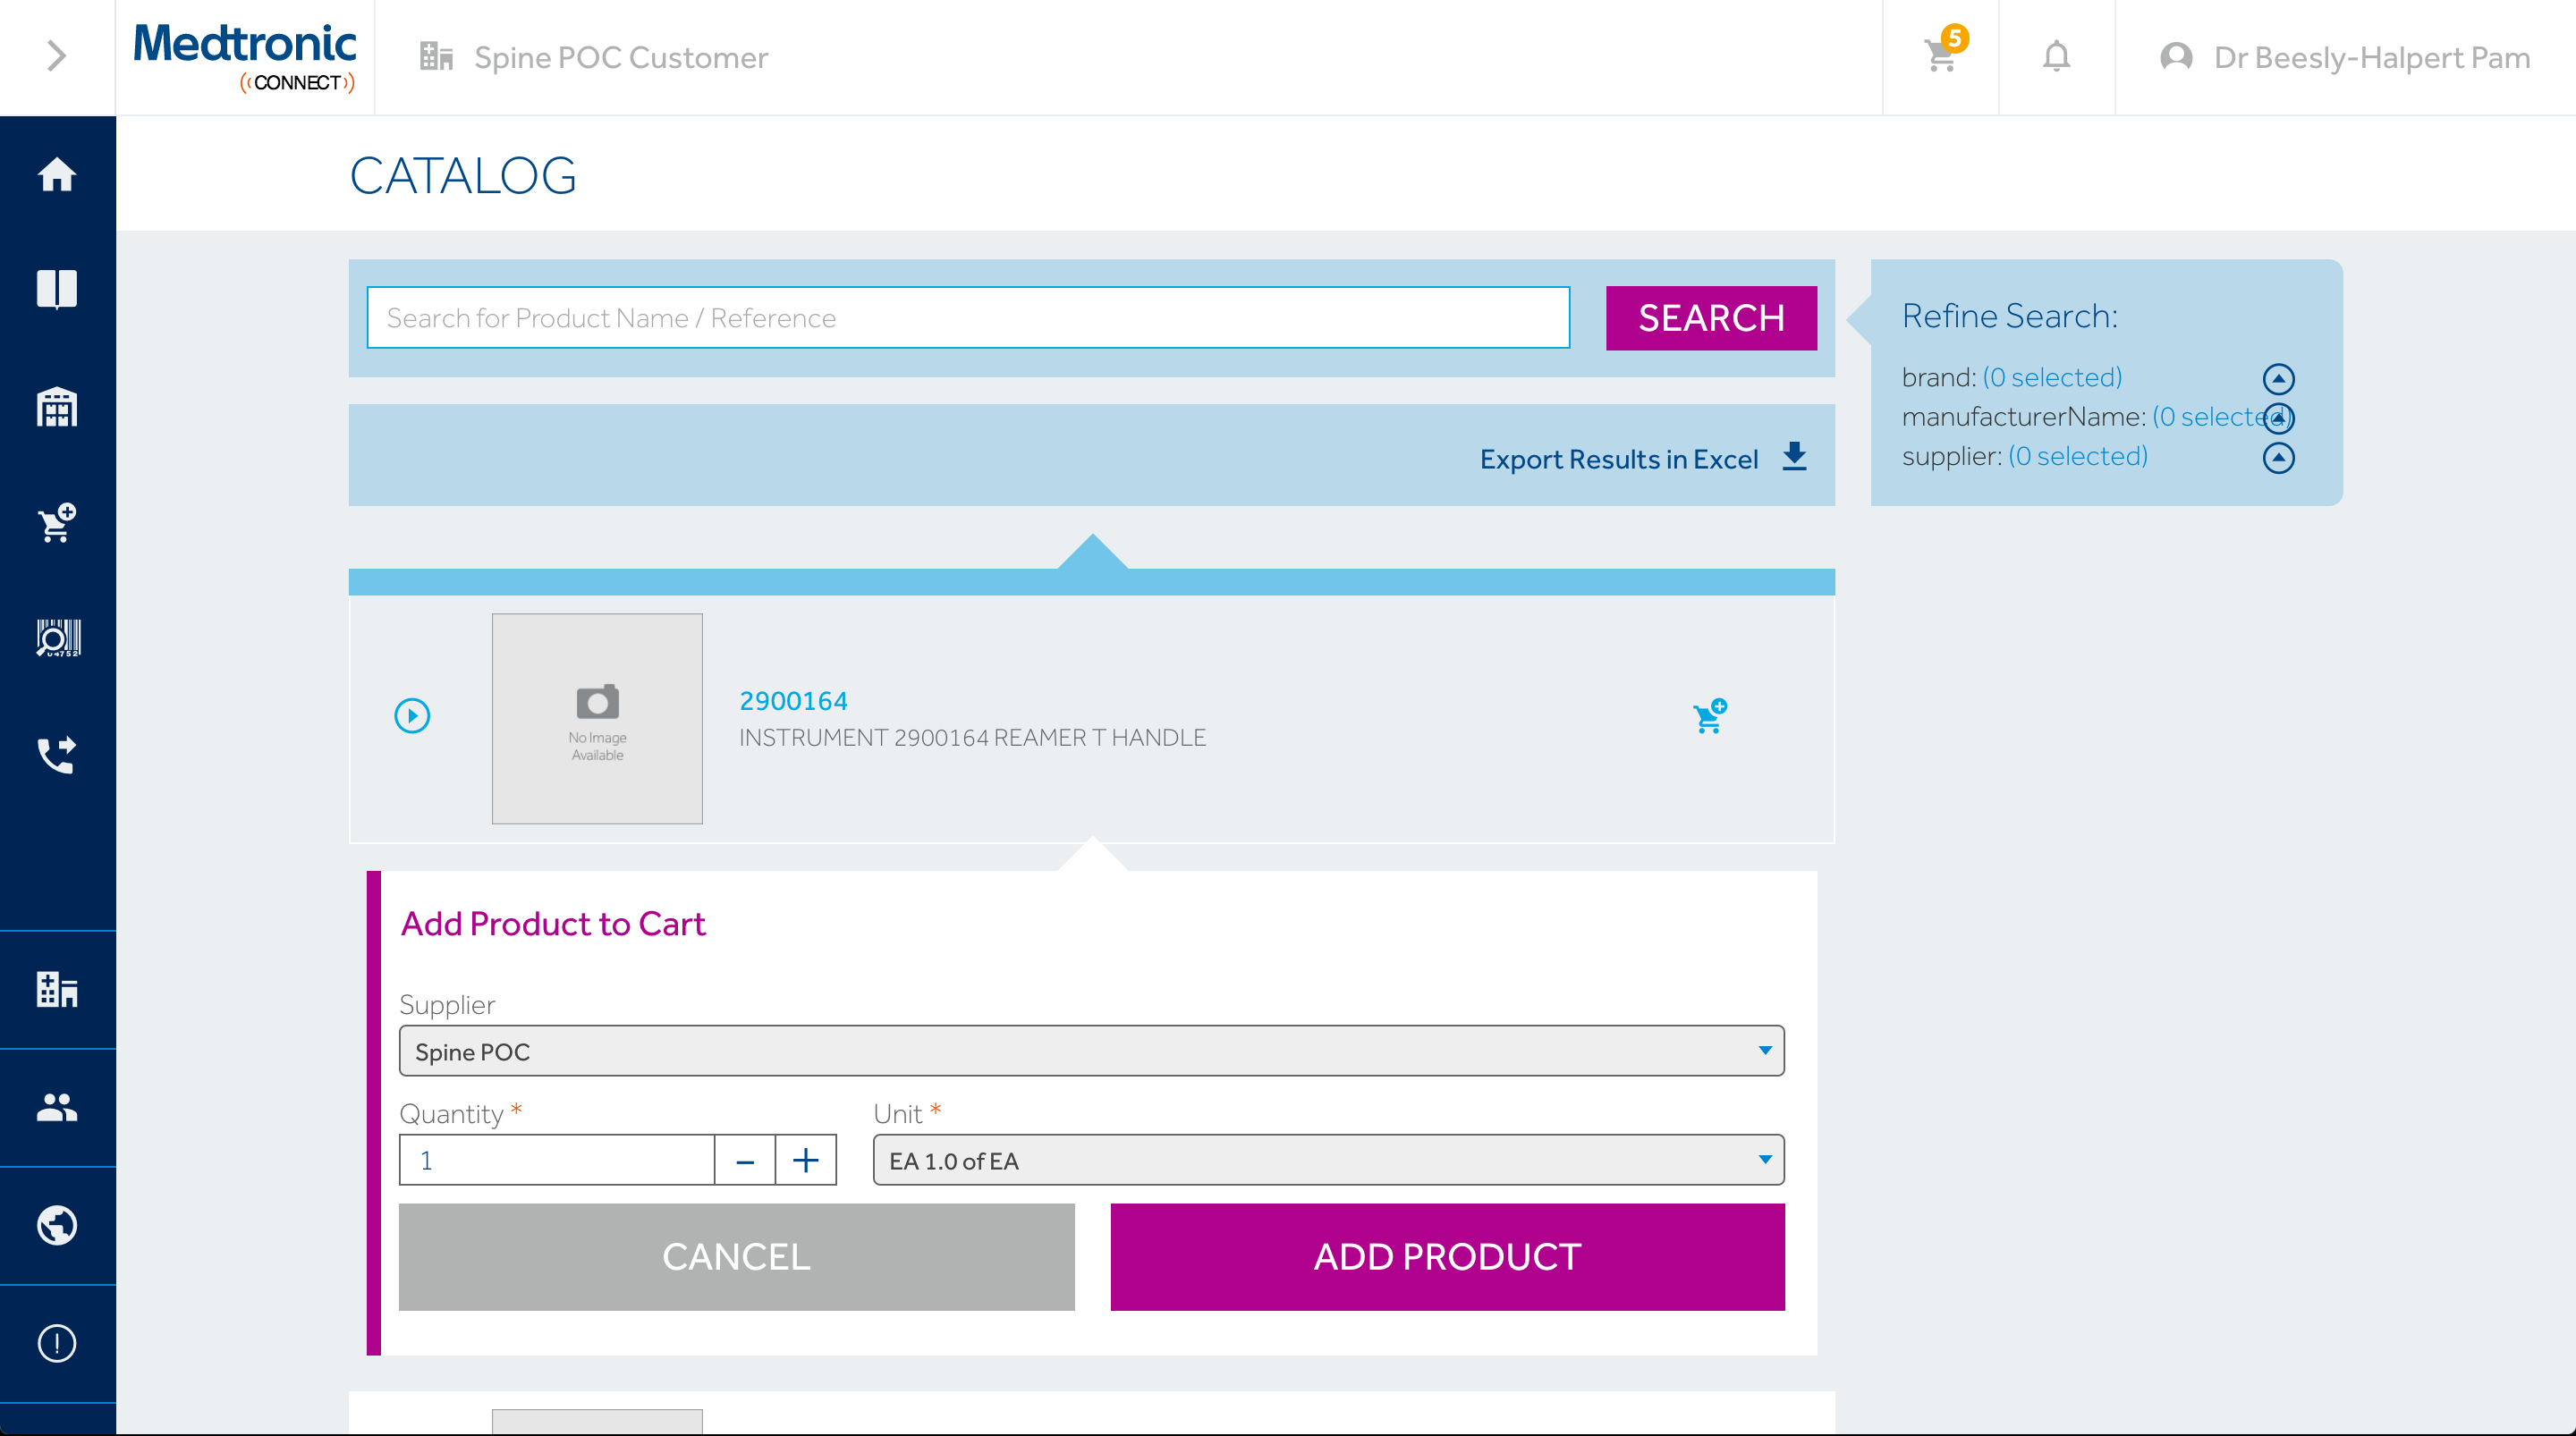 Medtronic
CONNECT
Spine POC Customer
5
Dr Beesly-Halpert Pam
CATALOG
Search for Product Name / Reference
SEARCH
Refine Search:
brand: (0 selected)
manufacturerName: (0 selected)
supplier: (0 selected)
Export Results in Excel
No Image
Available
2900164
INSTRUMENT 2900164 REAMER T HANDLE
Add Product to Cart
Supplier
Spine POC
Quantity *
Unit *
1
EA 1.0 of EA
CANCEL
ADD PRODUCT